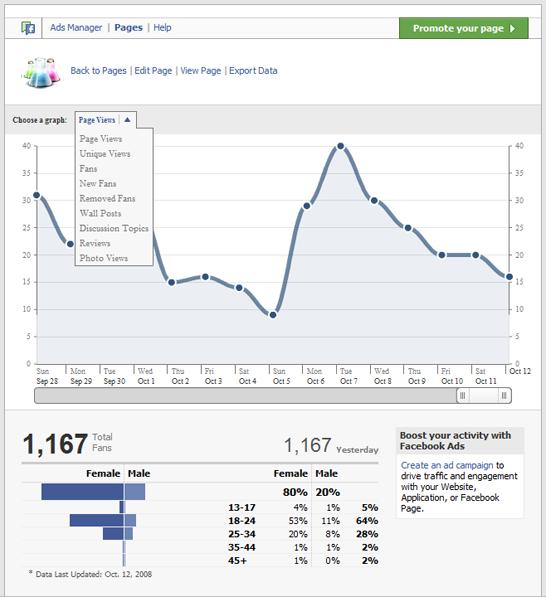 Ads Manager | Pages | Help
Promote your page
Back to Pages | Edit Page | View Page | Export Data
Choose a graph: Page Views
Page Views
Unique Views
Fans
New Fans
Removed Fans
Wall Posts
Discussion Topics
Reviews
Photo Views
40 40
35 35
30 30
25 25
20 20
15 15
10 10
5 5
0 0
Sun Mon Tue Wed Thu Fri Sat Sun Mon Tue Wed Thu Fri Sat Oct 12
Sep 28 Sep 29 Sep 30 Oct 1 Oct 2 Oct 3 Oct 4 Oct 5 Oct 6 Oct 7 Oct 8 Oct 9 Oct 10 Oct 11
1,167 Total Fans
1,167 Yesterday
Female Male Female Male
80% 20%
13-17 4% 1% 5%
18-24 53% 11% 64%
25-34 20% 8% 28%
35-44 1% 1% 2%
45+ 1% 0% 2%
* Data Last Updated: Oct. 12, 2008
Boost your activity with
Facebook Ads
Create an ad campaign to
drive traffic and engagement
with your Website,
Application, or Facebook
Page.